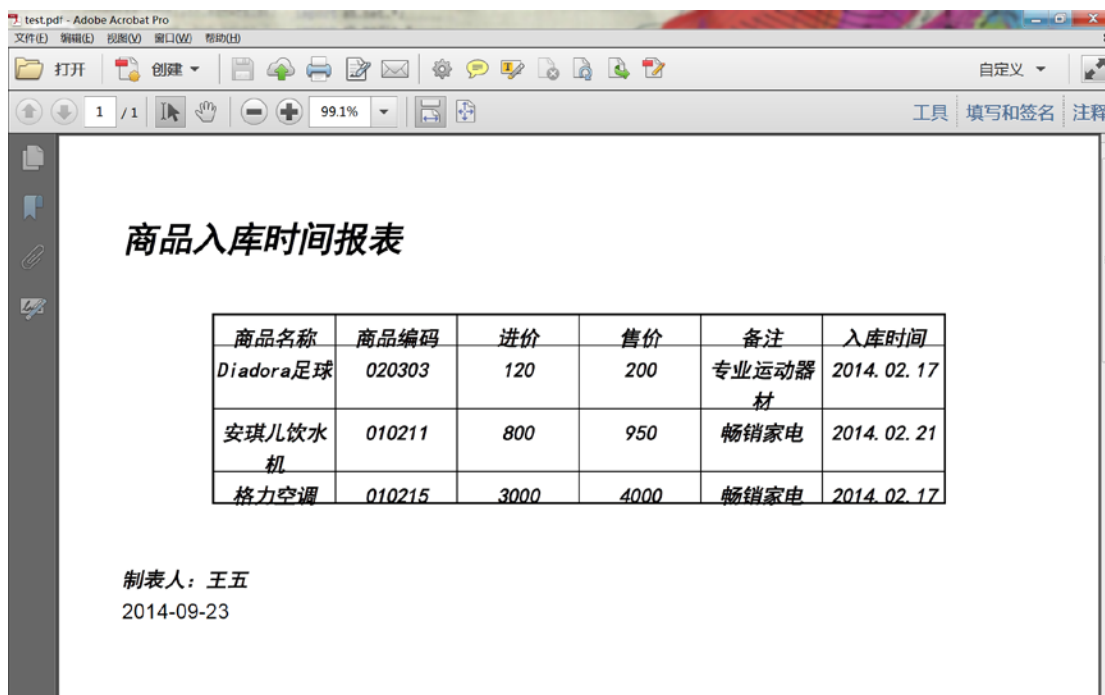 test.pdf - Adobe Acrobat Pro
文件(E) 编辑(E) 视图(V) 窗口(W) 帮助(H)
打开 创建 自定义
1 / 1 99.1% 工具 填写和签名 注释
商品入库时间报表
商品名称 商品编码 进价 售价 备注 入库时间
Diadora足球 020303 120 200 专业运动器 2014.02.17
材
安琪儿饮水 010211 800 950 畅销家电 2014.02.21
机
格力空调 010215 3000 4000 畅销家电 2014.02.17
制表人：王五
2014-09-23